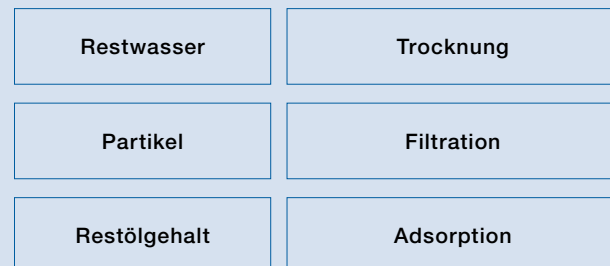 Restwasser Trocknung
Partikel Filtration
Restölgehalt Adsorption